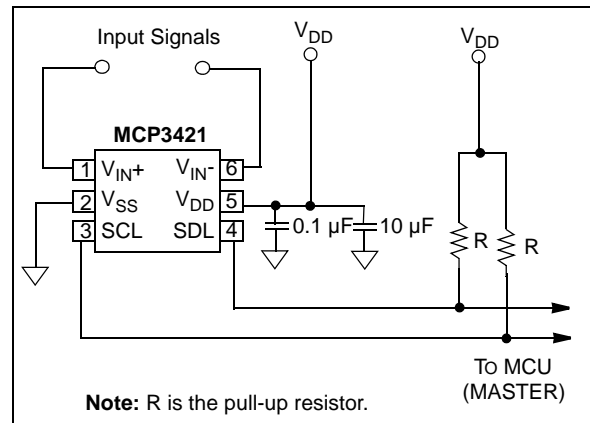 Input Signals
VDD
VDD
MCP3421
1 VIN+ VIN- 6
2 VSS VDD 5
3 SCL SDL 4
0.1 µF 10 µF
R
R
TO MCU
(MASTER)
Note: R is the pull-up resistor.